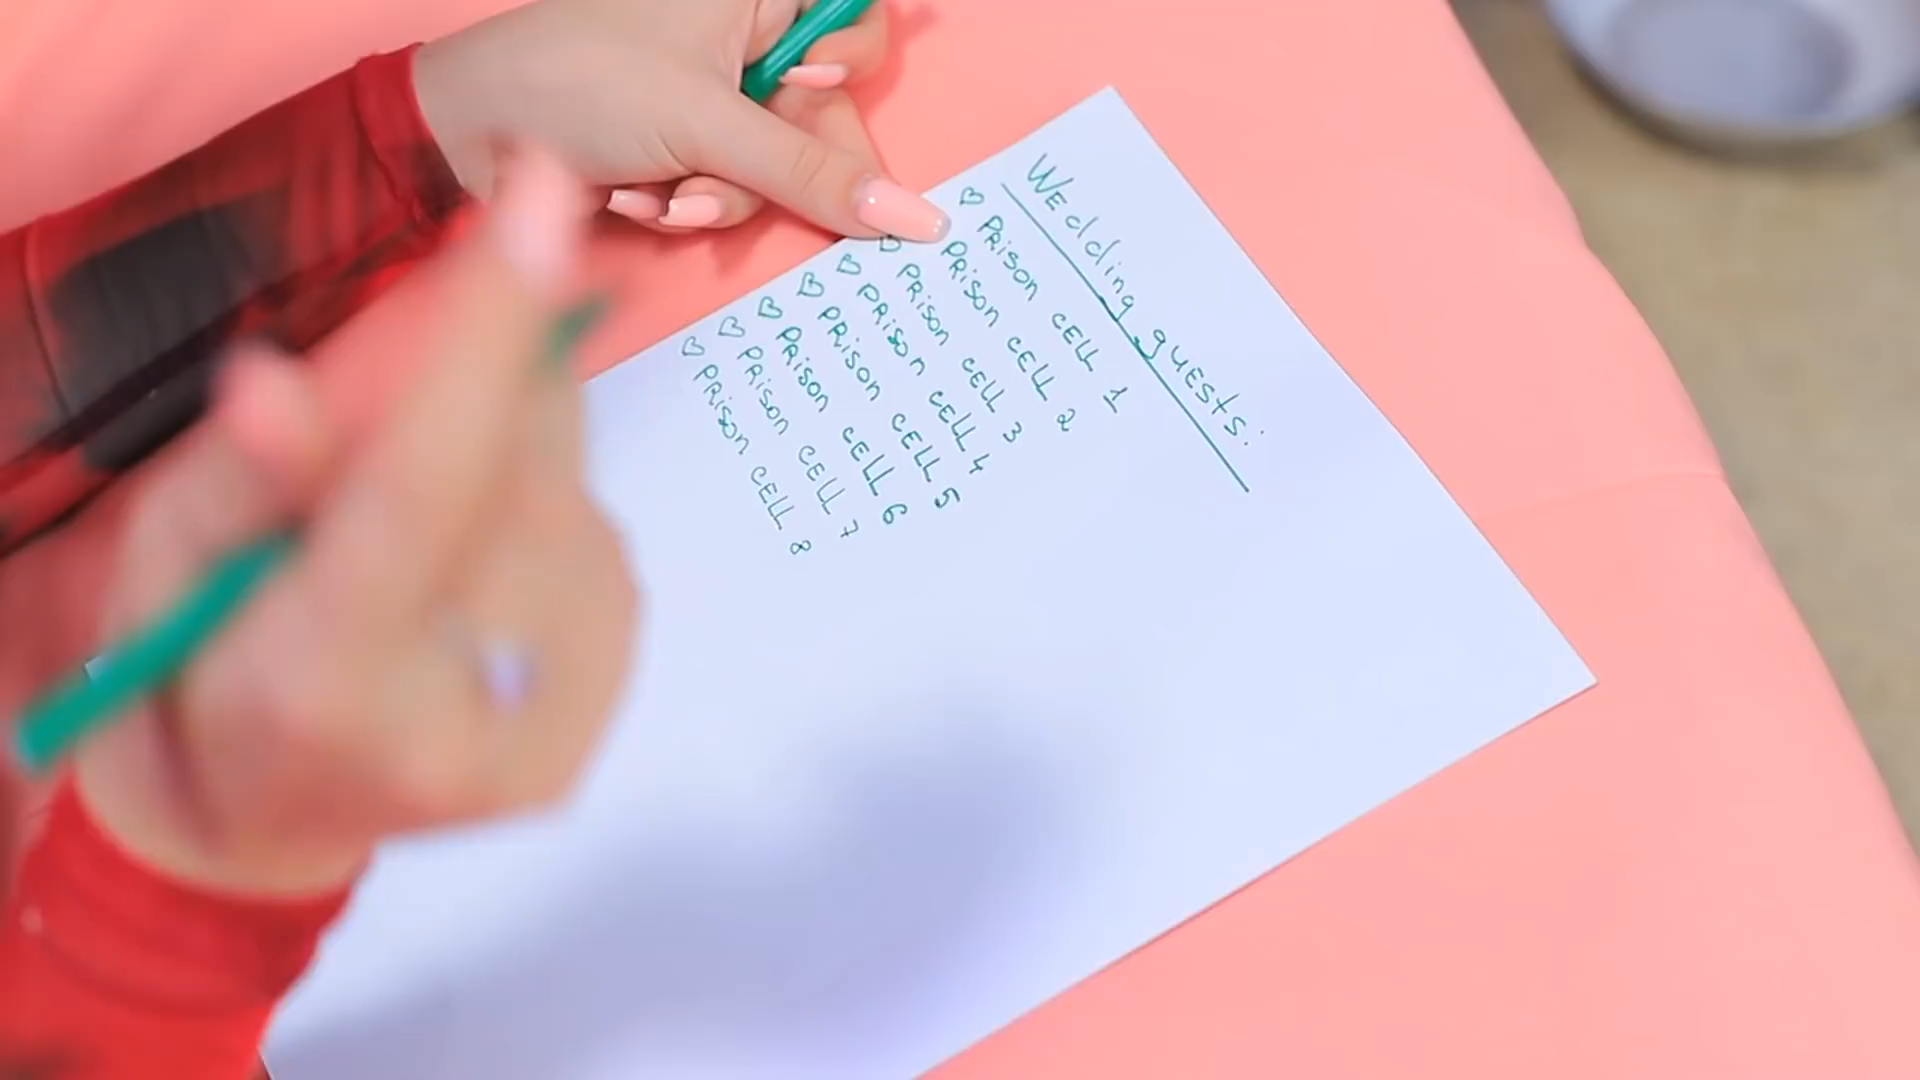 Wedding guests:
♡ Prison cell 1
♡ Prison cell 2
♡ Prison cell 3
♡ Prison cell 4
♡ Prison cell 5
♡ Prison cell 6
♡ Prison cell 7
♡ Prison cell 8